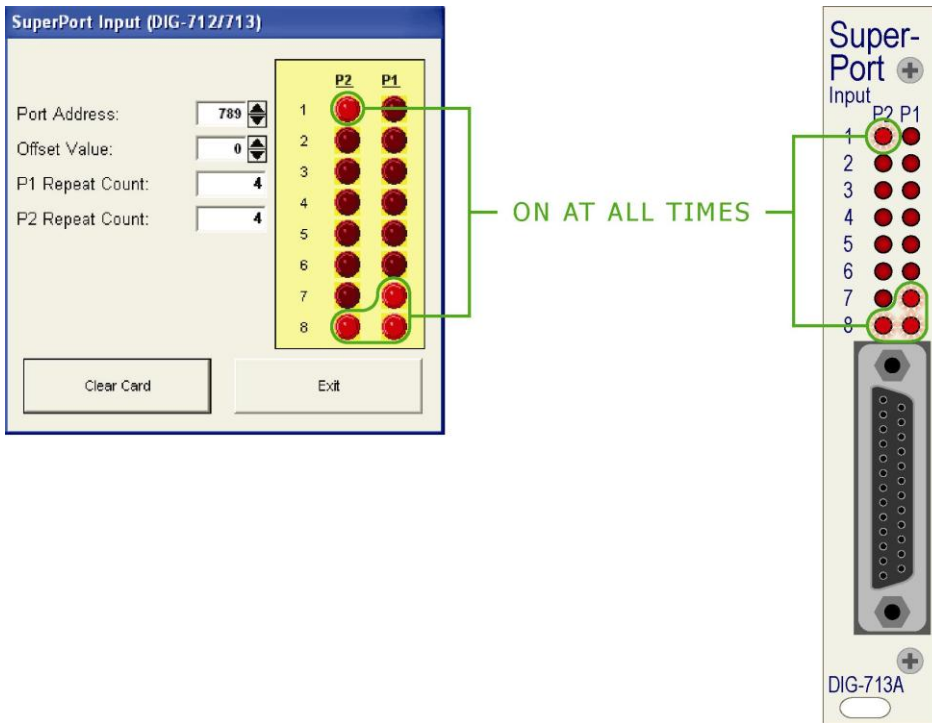 SuperPort Input (DIG-712/713)
Port Address: 789
Offset Value: 0
P1 Repeat Count: 4
P2 Repeat Count: 4
P2 P1
1
2
3
4
5
6
7
8
Clear Card
Exit
ON AT ALL TIMES
Super-
Port
Input
P2 P1
1
2
3
4
5
6
7
8
DIG-713A